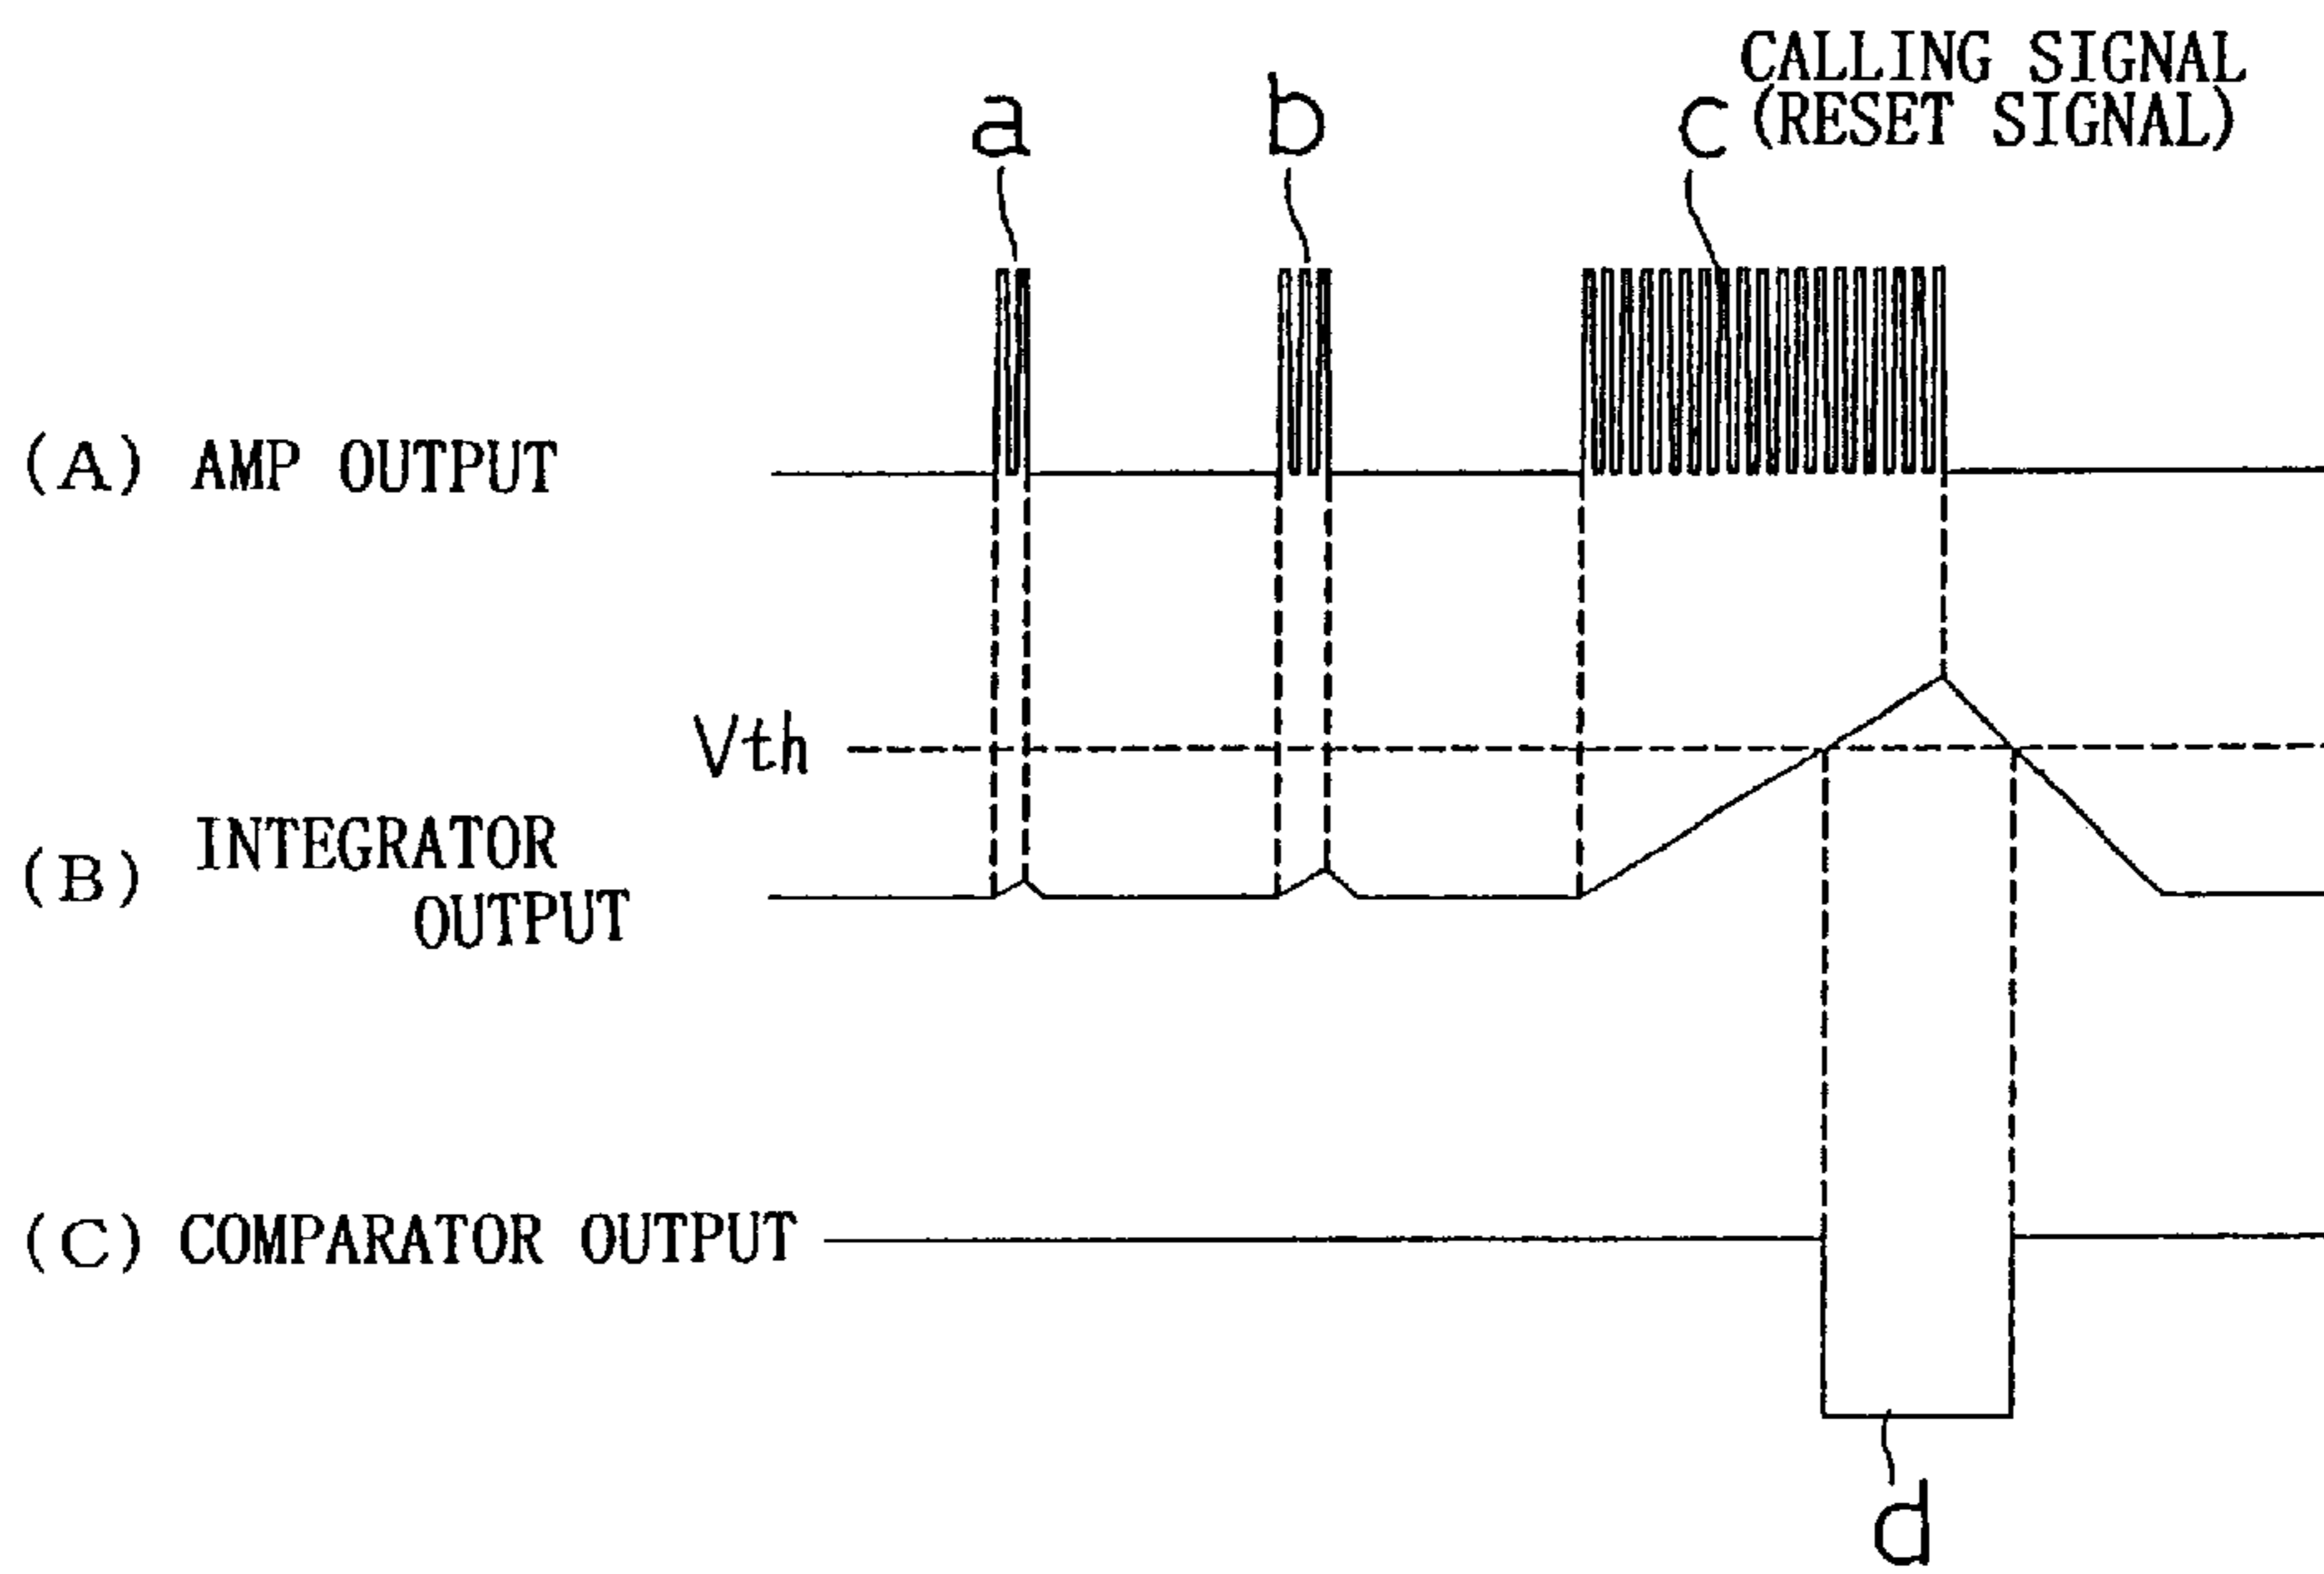 CALLING SIGNAL
a b c (RESET SIGNAL)
(A) AMP OUTPUT
Vth
(B) INTEGRATOR
OUTPUT
(C) COMPARATOR OUTPUT
d